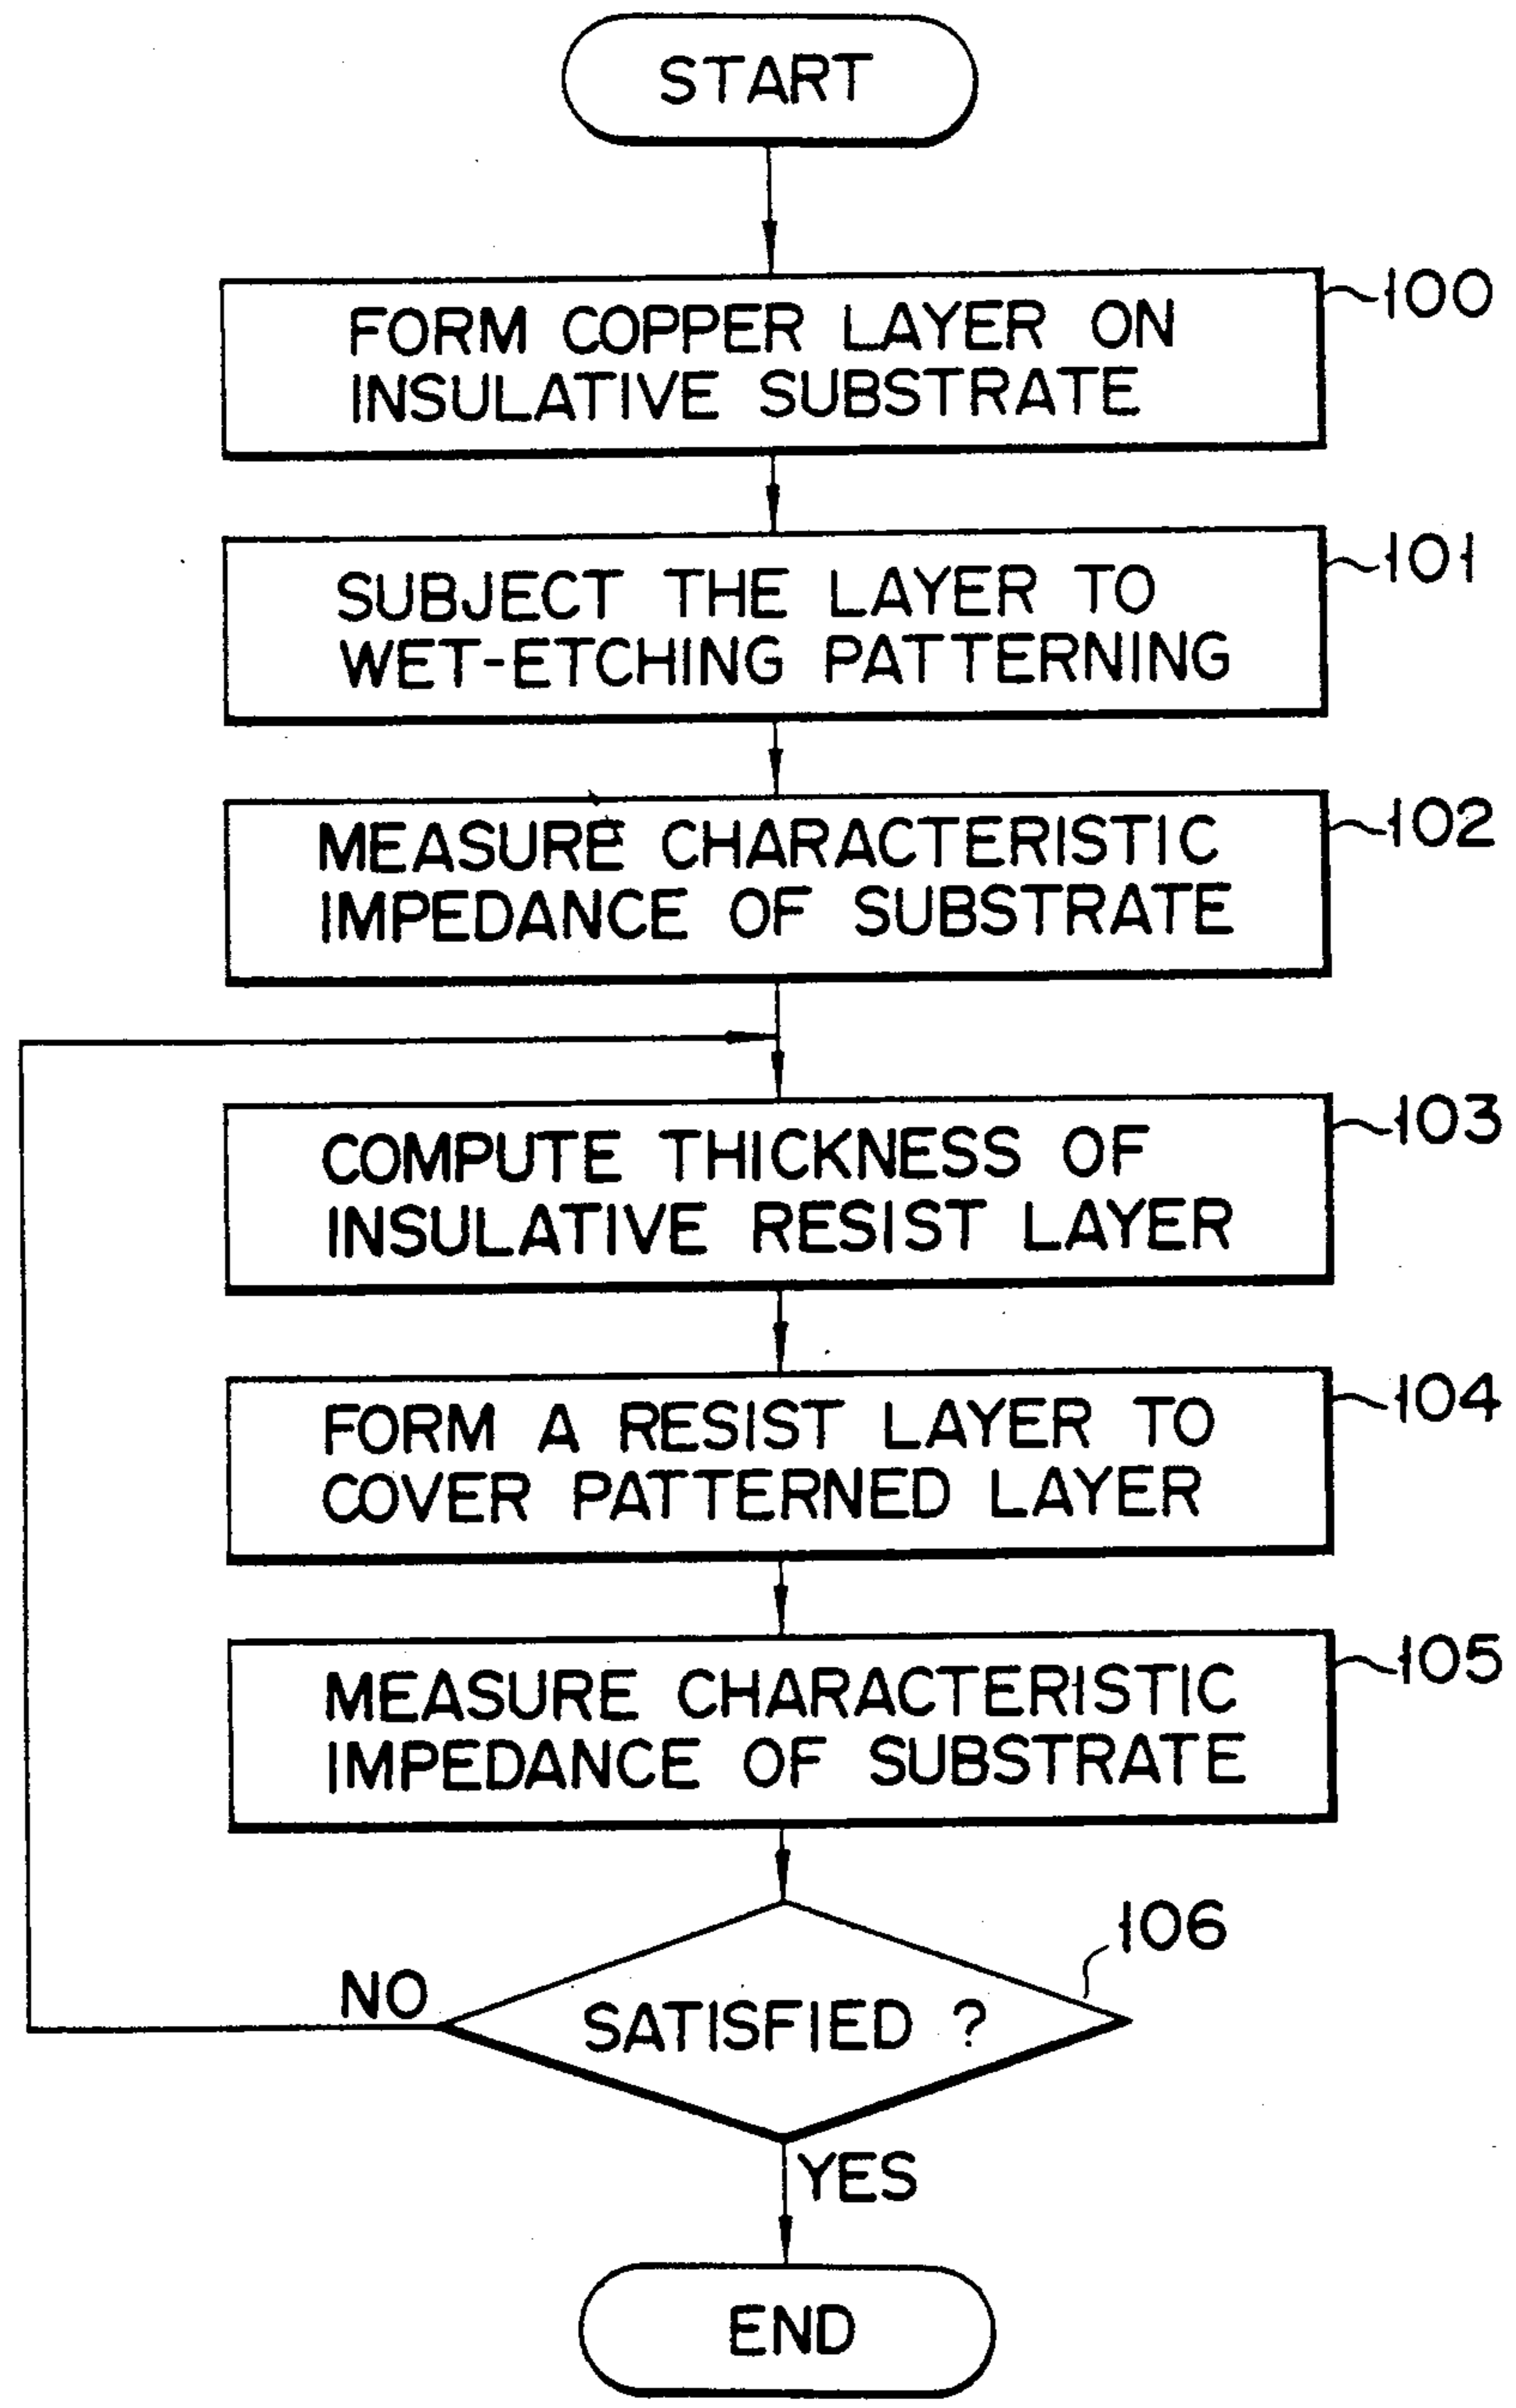 START
100
FORM COPPER LAYER ON
INSULATIVE SUBSTRATE
101
SUBJECT THE LAYER TO
WET-ETCHING PATTERNING
102
MEASURE CHARACTERISTIC
IMPEDANCE OF SUBSTRATE
103
COMPUTE THICKNESS OF
INSULATIVE RESIST LAYER
104
FORM A RESIST LAYER TO
COVER PATTERNED LAYER
105
MEASURE CHARACTERISTIC
IMPEDANCE OF SUBSTRATE
106
NO
SATISFIED ?
YES
END